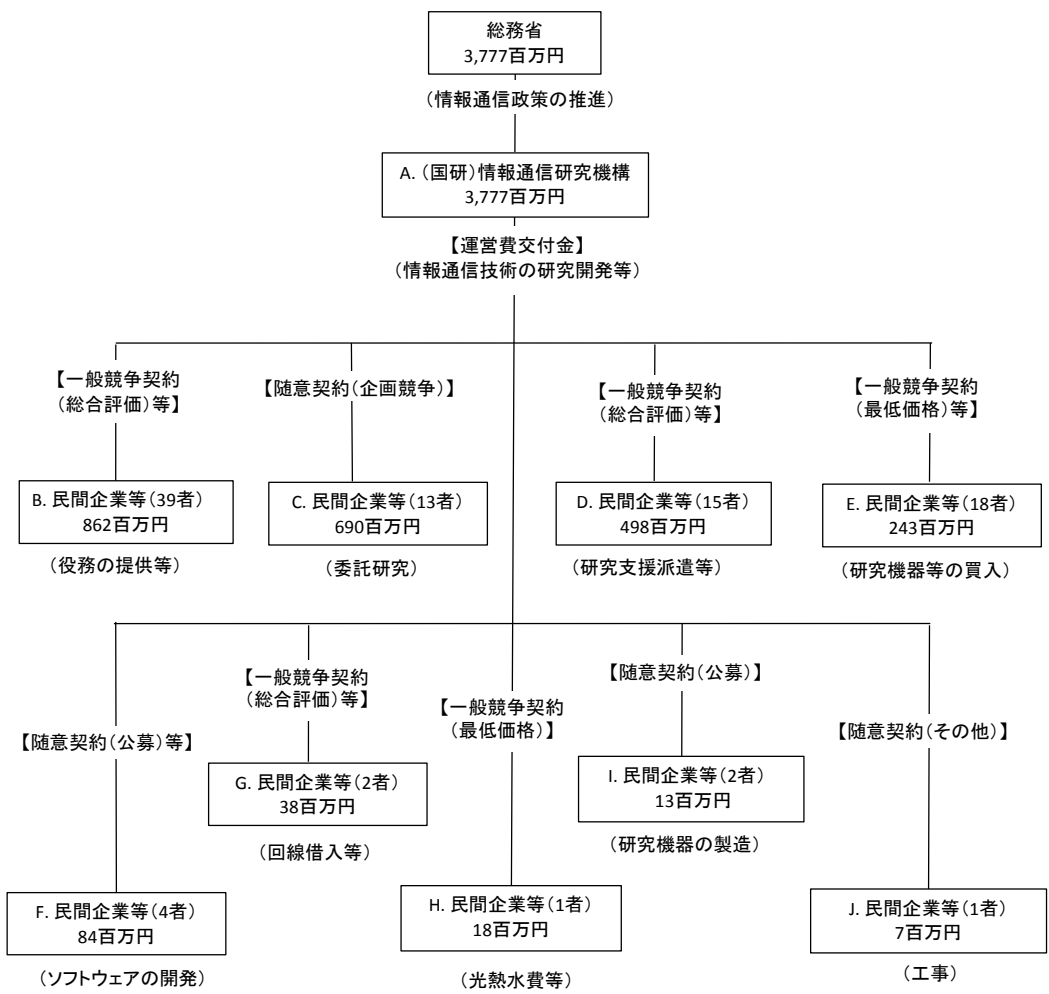 総務省
3,777百万円
（情報通信政策の推進）
A. （国研）情報通信研究機構
3,777百万円
【運営費交付金】
（情報通信技術の研究開発等）
【一般競争契約
（総合評価）等】
B. 民間企業等（39者）
862百万円
（役務の提供等）
【随意契約（企画競争）】
C. 民間企業等（13者）
690百万円
（委託研究）
【一般競争契約
（総合評価）等】
D. 民間企業等（15者）
498百万円
（研究支援派遣等）
【一般競争契約
（最低価格）等】
E. 民間企業等（18者）
243百万円
（研究機器等の買入）
【随意契約（公募）等】
F. 民間企業等（4者）
84百万円
（ソフトウェアの開発）
【一般競争契約
（総合評価）等】
G. 民間企業等（2者）
38百万円
（回線借入等）
【一般競争契約
（最低価格）】
H. 民間企業等（1者）
18百万円
（光熱水費等）
【随意契約（公募）】
I. 民間企業等（2者）
13百万円
（研究機器の製造）
【随意契約（その他）】
J. 民間企業等（1者）
7百万円
（工事）